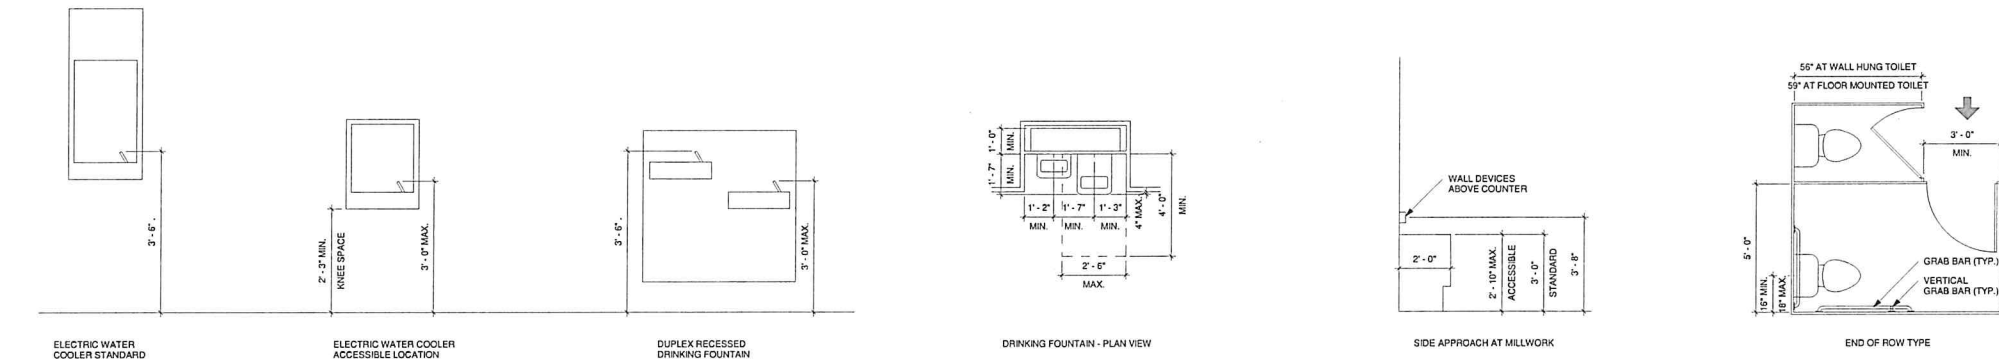 3' - 6".
ELECTRIC WATER
COOLER STANDARD
2' - 3" MIN.
KNEE SPACE
3' - 0" MAX.
ELECTRIC WATER COOLER
ACCESSIBLE LOCATION
3' - 6".
3' - 0" MAX.
DUPLEX RECESSED
DRINKING FOUNTAIN
1' - 0"
MIN.
1' - 7"
MIN.
1' - 2"
1' - 7"
1' - 3"
MIN.
MIN.
MIN.
4" MAX.
4' - 0"
MIN.
2' - 6"
MAX.
DRINKING FOUNTAIN - PLAN VIEW
WALL DEVICES
ABOVE COUNTER
2' - 0"
2' - 10" MAX.
ACCESSIBLE
3' - 0"
STANDARD
3' - 8"
SIDE APPROACH AT MILLWORK
56" AT WALL HUNG TOILET
59" AT FLOOR MOUNTED TOILET
3' - 0"
MIN.
5' - 0"
16" MIN.
18" MAX.
GRAB BAR (TYP.)
VERTICAL
GRAB BAR (TYP.)
END OF ROW TYPE